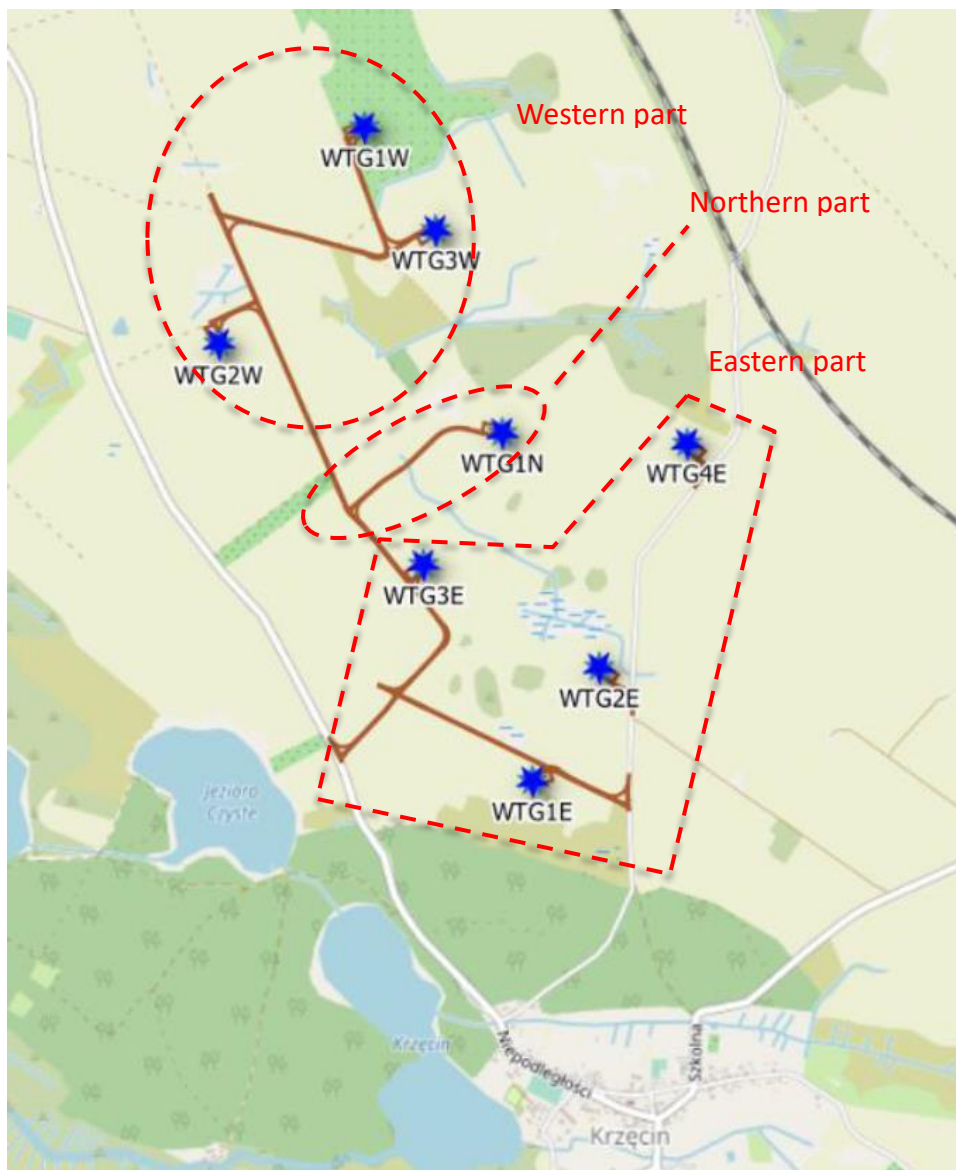 Western part
WTG1W
Northern part
WTG3W
WTG2W
Eastern part
WTG1N
WTG4E
WTG3E
WTG2E
WTG1E
Jezioro
Czyste
Krzęcin
Niepodległości
Szkolna
Krzęcin